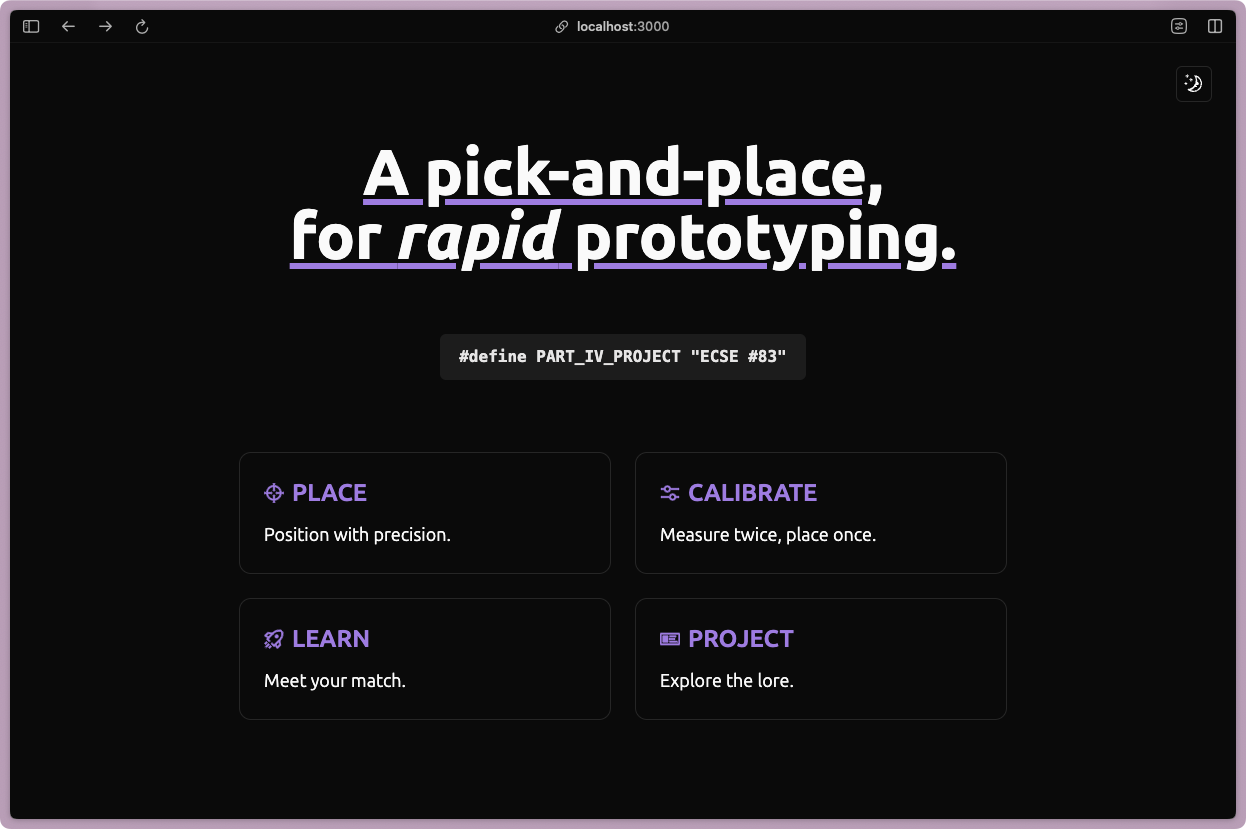 localhost:3000
A pick-and-place,
for rapid prototyping.
#define PART_IV_PROJECT "ECSE #83"
PLACE
Position with precision.
CALIBRATE
Measure twice, place once.
LEARN
Meet your match.
PROJECT
Explore the lore.